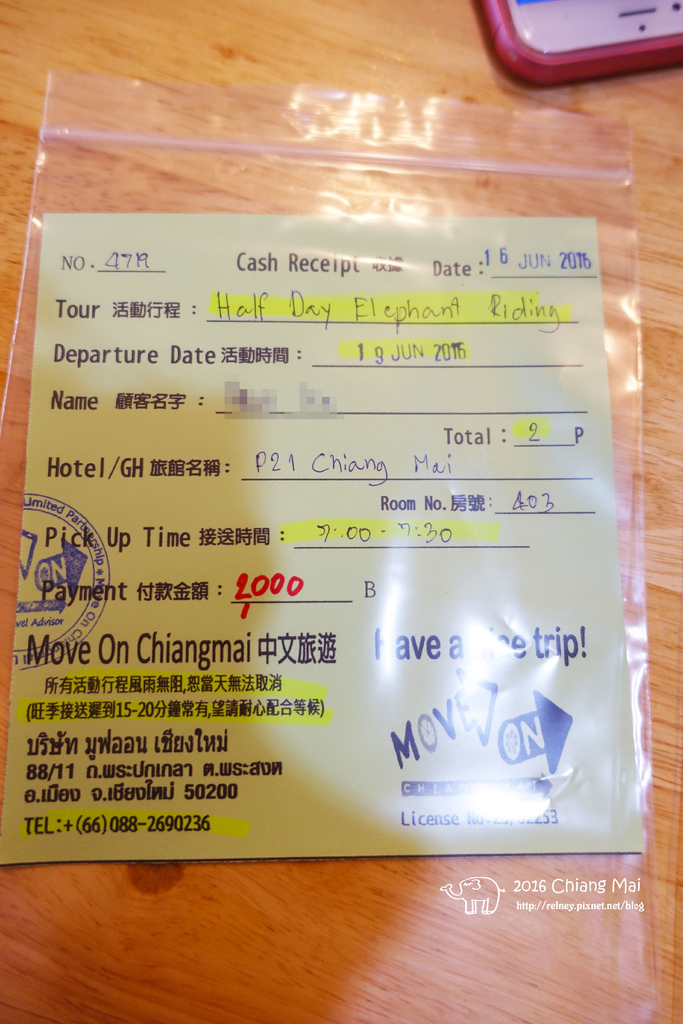 NO. 4719 Cash Receipt 收據 Date: 16 JUN 2016
Tour 活動行程： Half Day Elephant Riding
Departure Date 活動時間： 19 JUN 2016
Name 顧客名字：
Total： 2 P
Hotel/GH 旅館名稱： P21 Chiang Mai
Room No. 房號： 403
Pick Up Time 接送時間： 7:00 - 7:30
Payment 付款金額： 2000 B
Limited Partnership * Move On
ON
Advisor
Move On Chiangmai 中文旅遊 Have a nice trip!
所有活動行程風雨無阻,恕當天無法取消
(旺季接送遲到15-20分鐘常有,望請耐心配合等候)
บริษัท มูฟออน เชียงใหม่
88/11 ถ.พระปกเกลา ต.พระสงห
อ.เมือง จ.เชียงใหม่ 50200
TEL:+(66)088-2690236
MOVE ON
License No.
2016 Chiang Mai
http://relney.pixnet.net/blog